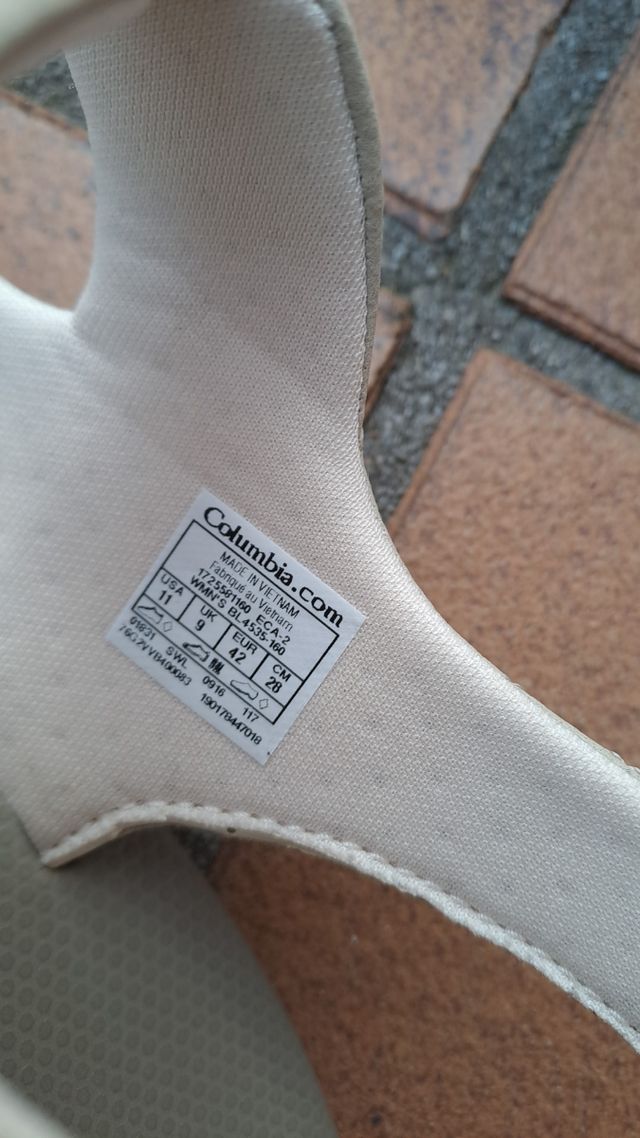 Columbia.com
MADE IN VIETNAM
Fabriqué au Vietnam
1725581160 ECA-2
WMN'S BL4535-160
USA UK EUR CM
11 9 42 28
01831 SWL 0916 117
190178447018